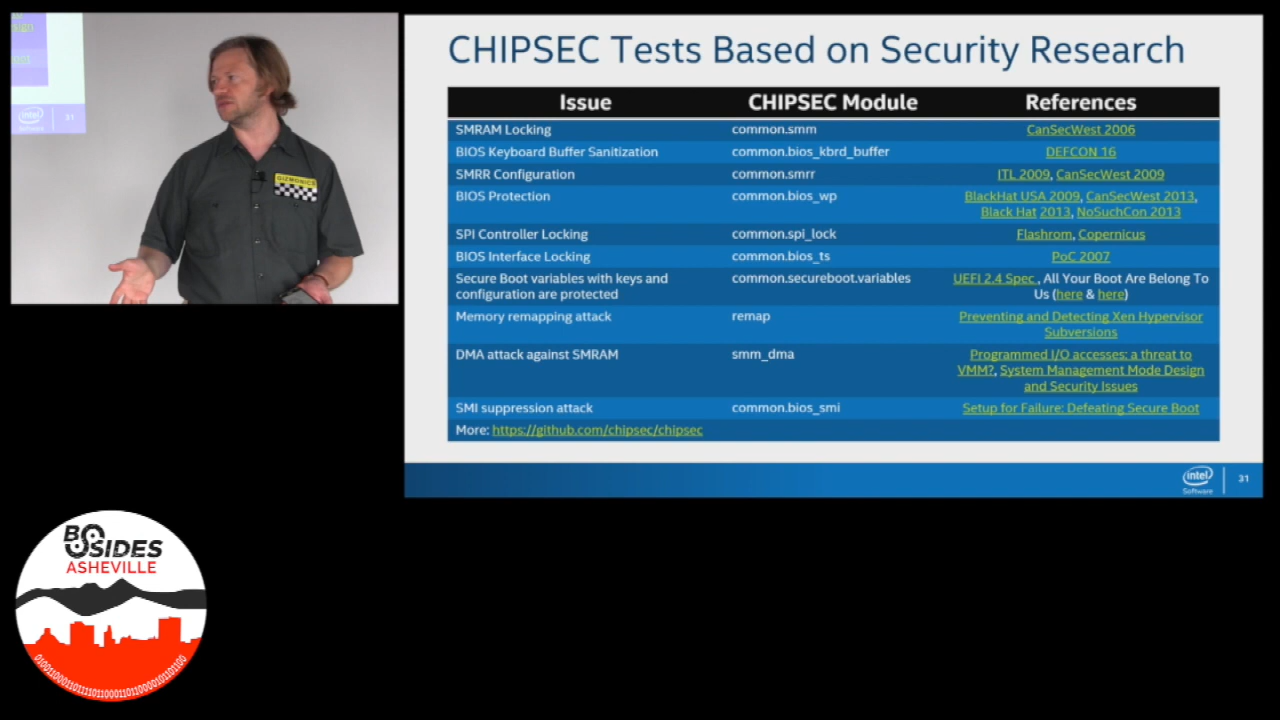 intel
Software
31
GIZMONICS
CHIPSEC Tests Based on Security Research
Issue CHIPSEC Module References
SMRAM Locking common.smm CanSecWest 2006
BIOS Keyboard Buffer Sanitization common.bios_kbrd_buffer DEFCON 16
SMRR Configuration common.smrr ITL 2009, CanSecWest 2009
BIOS Protection common.bios_wp BlackHat USA 2009, CanSecWest 2013,
Black Hat 2013, NoSuchCon 2013
SPI Controller Locking common.spi_lock Flashrom, Copernicus
BIOS Interface Locking common.bios_ts PoC 2007
Secure Boot variables with keys and common.secureboot.variables UEFI 2.4 Spec , All Your Boot Are Belong To
configuration are protected Us (here & here)
Memory remapping attack remap Preventing and Detecting Xen Hypervisor
Subversions
DMA attack against SMRAM smm_dma Programmed I/O accesses: a threat to
VMM?, System Management Mode Design
and Security Issues
SMI suppression attack common.bios_smi Setup for Failure: Defeating Secure Boot
More: https://github.com/chipsec/chipsec
intel
Software
31
BSIDES
ASHEVILLE